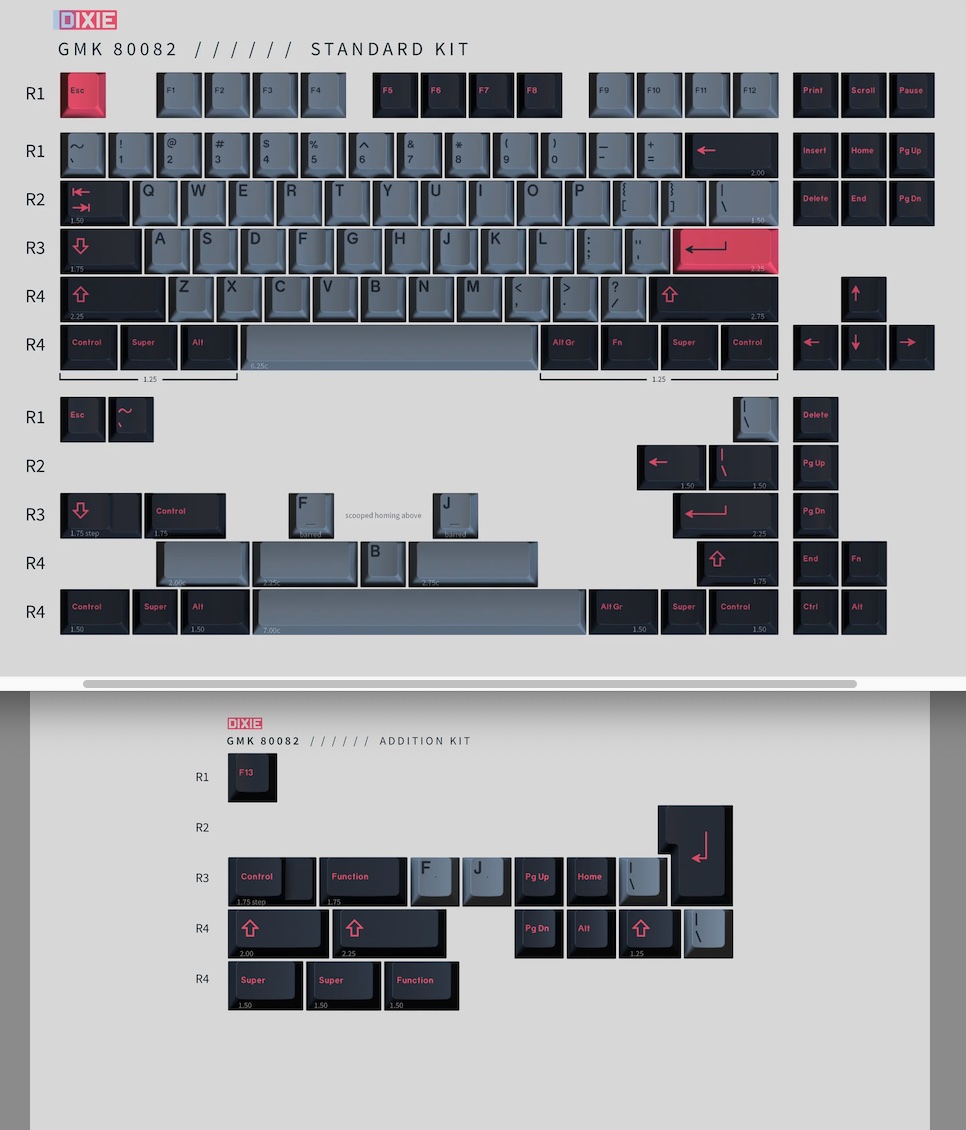 DIXIE
GMK 80082 ////// STANDARD KIT
R1 Esc F1 F2 F3 F4 F5 F6 F7 F8 F9 F10 F11 F12 Print Scroll Pause
R1 ~ ` ! 1 @ 2 # 3 $ 4 % 5 ^ 6 & 7 * 8 ( 9 ) 0 _ - + = ← 2.00 Insert Home Pg Up
R2 1.50 Q W E R T Y U I O P { [ } ] | \ 1.50 Delete End Pg Dn
R3 1.75 A S D F G H J K L : ; " ' 2.25
R4 2.25 Z X C V B N M < , > . ? / 2.75 ↑
R4 Control Super Alt 6.25c Alt Gr Fn Super Control ← ↓ →
1.25 1.25
R1 Esc ~ ` | \ Delete
R2 ← 1.50 | \ 1.50 Pg Up
R3 1.75 step Control 1.75 F barred scooped homing above J barred 2.25 Pg Dn
R4 2.00c 2.25c B 2.75c 1.75 End Fn
R4 Control 1.50 Super Alt 1.50 7.00c Alt Gr 1.50 Super Control 1.50 Ctrl Alt
DIXIE
GMK 80082 ////// ADDITION KIT
R1 F13
R2
R3 Control 1.75 step Function 1.75 F J Pg Up Home | \
R4 2.00 2.25 Pg Dn Alt 1.25 | \
R4 Super 1.50 Super 1.50 Function 1.50